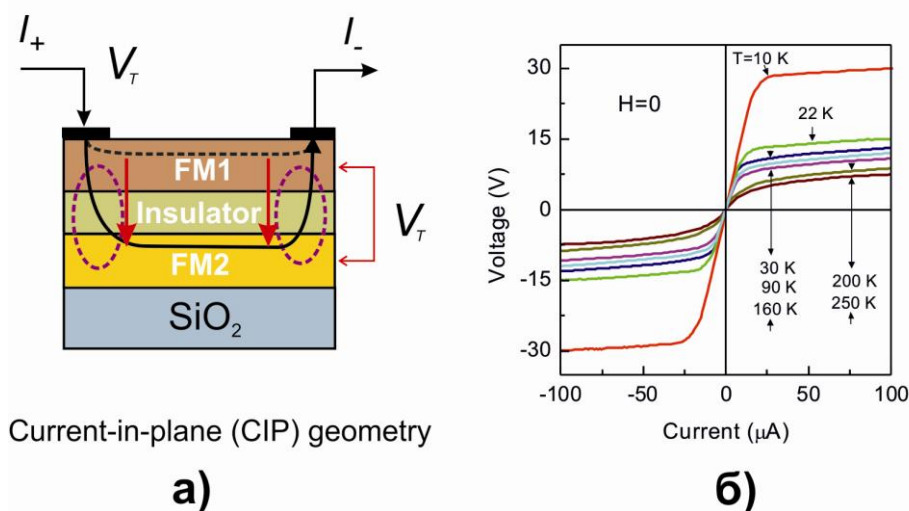 I+
VT
I-
FM1
Insulator
FM2
SiO2
VT
Current-in-plane (CIP) geometry
а)
30
15
0
-15
-30
Voltage (V)
H=0
T=10 K
22 K
30 K
90 K
160 K
200 K
250 K
-100
-50
0
50
100
Current (μA)
б)